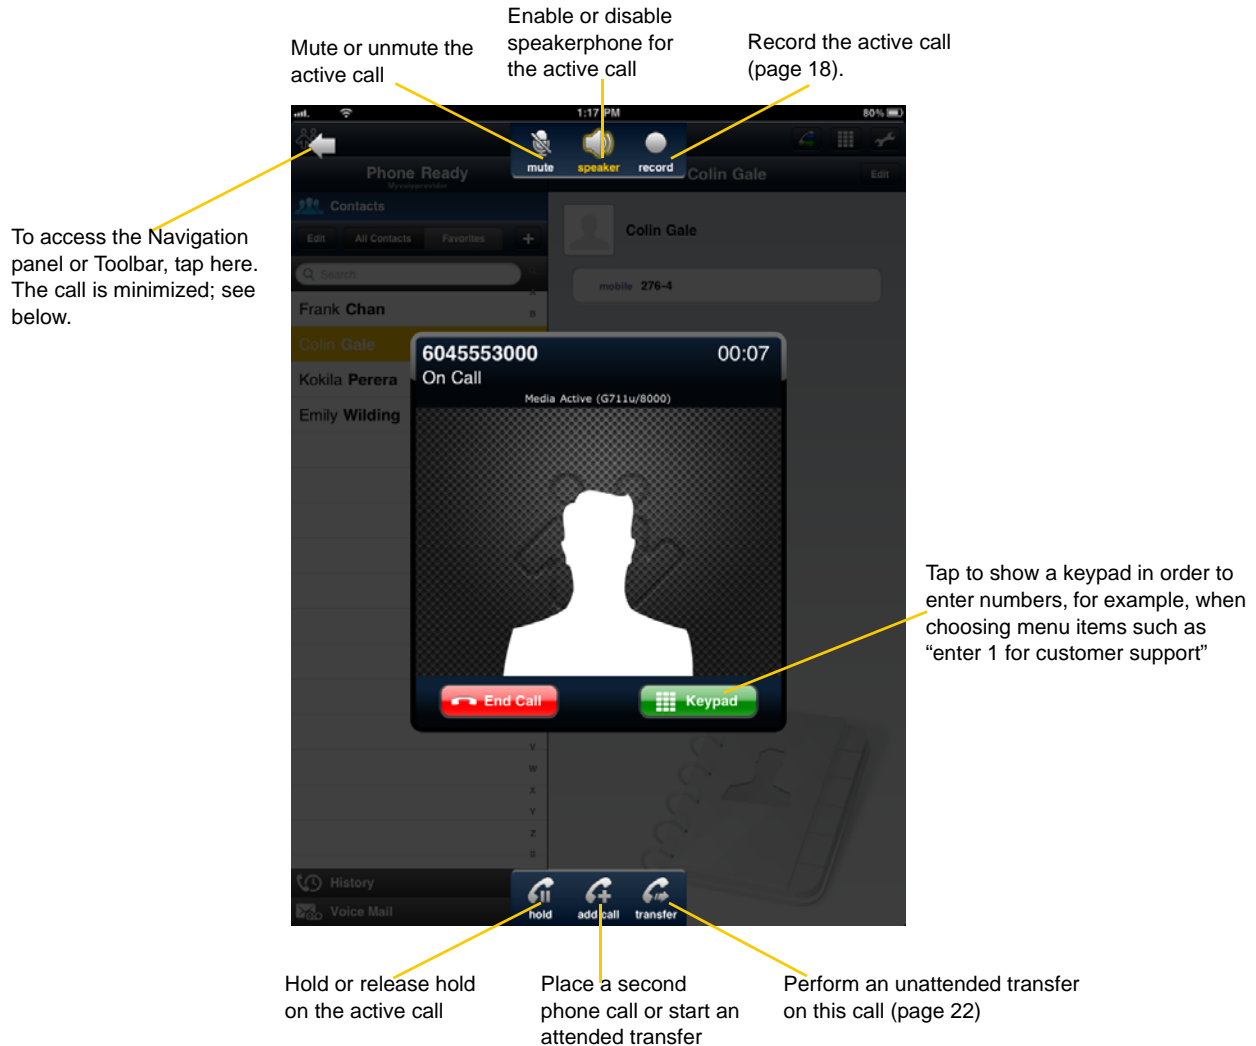 Enable or disable
speakerphone for
the active call
Mute or unmute the
active call
Record the active call
(page 18).
1:17 PM
80%
mute
speaker
record
Phone Ready
Myvoipprovider
Colin Gale
Edit
Contacts
Edit
All Contacts
Favorites
+
Search
Colin Gale
mobile 276-4
To access the Navigation
panel or Toolbar, tap here.
The call is minimized; see
below.
A
B
Frank Chan
Colin Gale
Kokila Perera
Emily Wilding
6045553000
00:07
On Call
Media Active (G711u/8000)
End Call
Keypad
Tap to show a keypad in order to
enter numbers, for example, when
choosing menu items such as
“enter 1 for customer support”
V
W
X
Y
Z
#
History
Voice Mail
hold
add call
transfer
Hold or release hold
on the active call
Place a second
phone call or start an
attended transfer
Perform an unattended transfer
on this call (page 22)